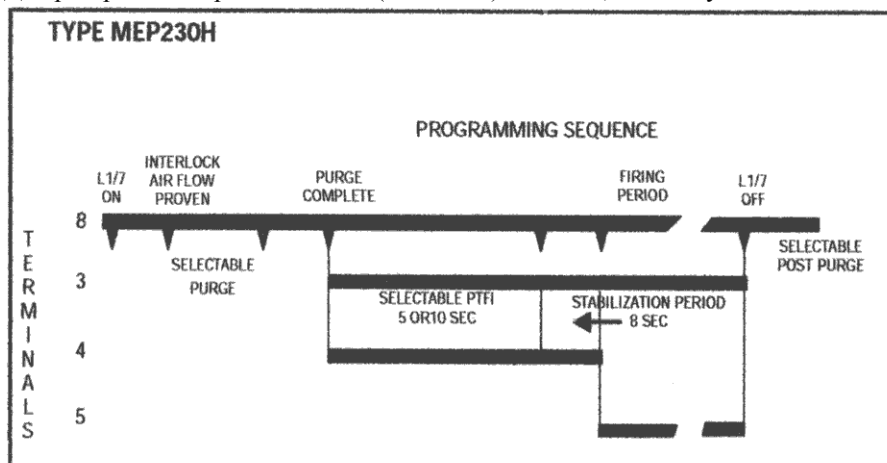 TYPE MEP230H
PROGRAMMING SEQUENCE
L1/7
ON
INTERLOCK
AIR FLOW
PROVEN
PURGE
COMPLETE
FIRING
PERIOD
L1/7
OFF
TERMINALS
8
SELECTABLE
PURGE
SELECTABLE
POST PURGE
3
SELECTABLE PTFI
5 OR10 SEC
STABILIZATION PERIOD
8 SEC
4
5